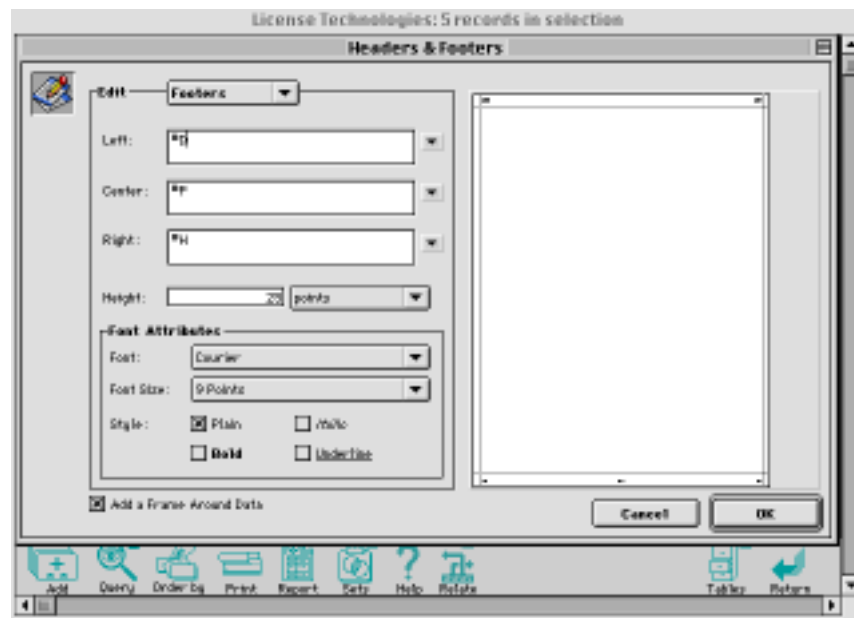 License Technologies: 5 records in selection
Headers & Footers
Edit Footers
Left: #D
Center: #P
Right: #H
Height: 25 points
Font Attributes
Font: Courier
Font Size: 9 Points
Style: Plain Italic
Bold Underline
Add a Frame Around Data
Cancel OK
Add Query Order by Print Report Sets Help Relate Tables Return